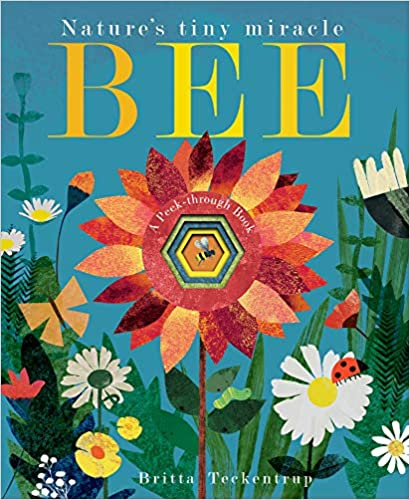 Nature's tiny miracle
BEE
A Peek-through Book
Britta Teckentrup